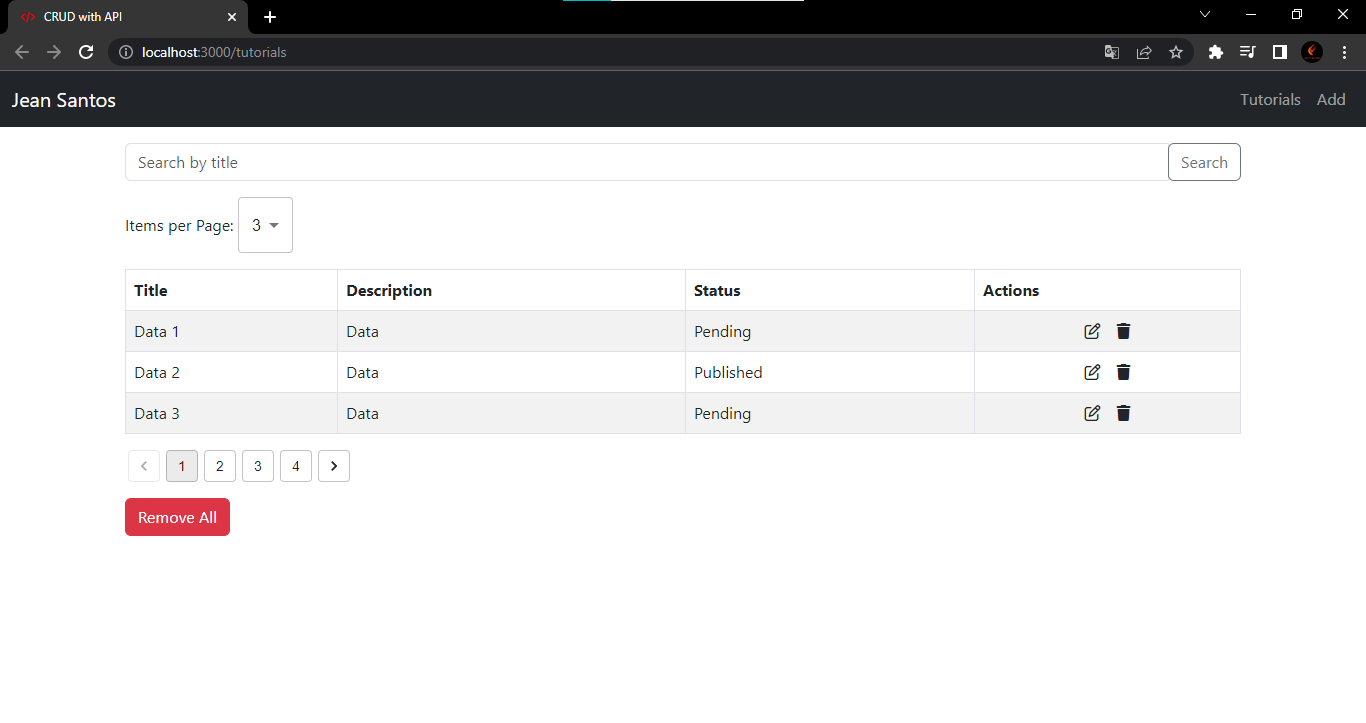 CRUD with API
localhost:3000/tutorials
Jean Santos Tutorials Add
Search by title Search
Items per Page: 3
Title Description Status Actions
Data 1 Data Pending
Data 2 Data Published
Data 3 Data Pending
1 2 3 4
Remove All